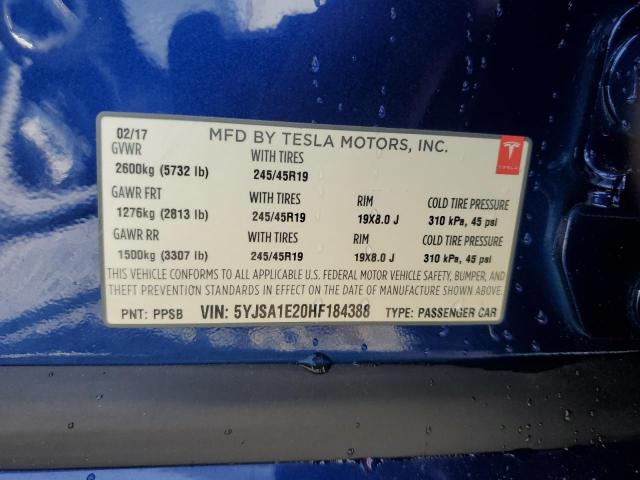 02/17 MFD BY TESLA MOTORS, INC.
TESLA
GVWR WITH TIRES
2600kg (5732 lb) 245/45R19
GAWR FRT WITH TIRES RIM COLD TIRE PRESSURE
1276kg (2813 lb) 245/45R19 19X8.0 J 310 kPa, 45 psi
GAWR RR WITH TIRES RIM COLD TIRE PRESSURE
1500kg (3307 lb) 245/45R19 19X8.0 J 310 kPa, 45 psi
THIS VEHICLE CONFORMS TO ALL APPLICABLE U.S. FEDERAL MOTOR VEHICLE SAFETY, BUMPER, AND
THEFT PREVENTION STANDARDS IN EFFECT ON THE DATE OF MANUFACTURE SHOWN ABOVE.
PNT: PPSB VIN: 5YJSA1E20HF184388 TYPE: PASSENGER CAR